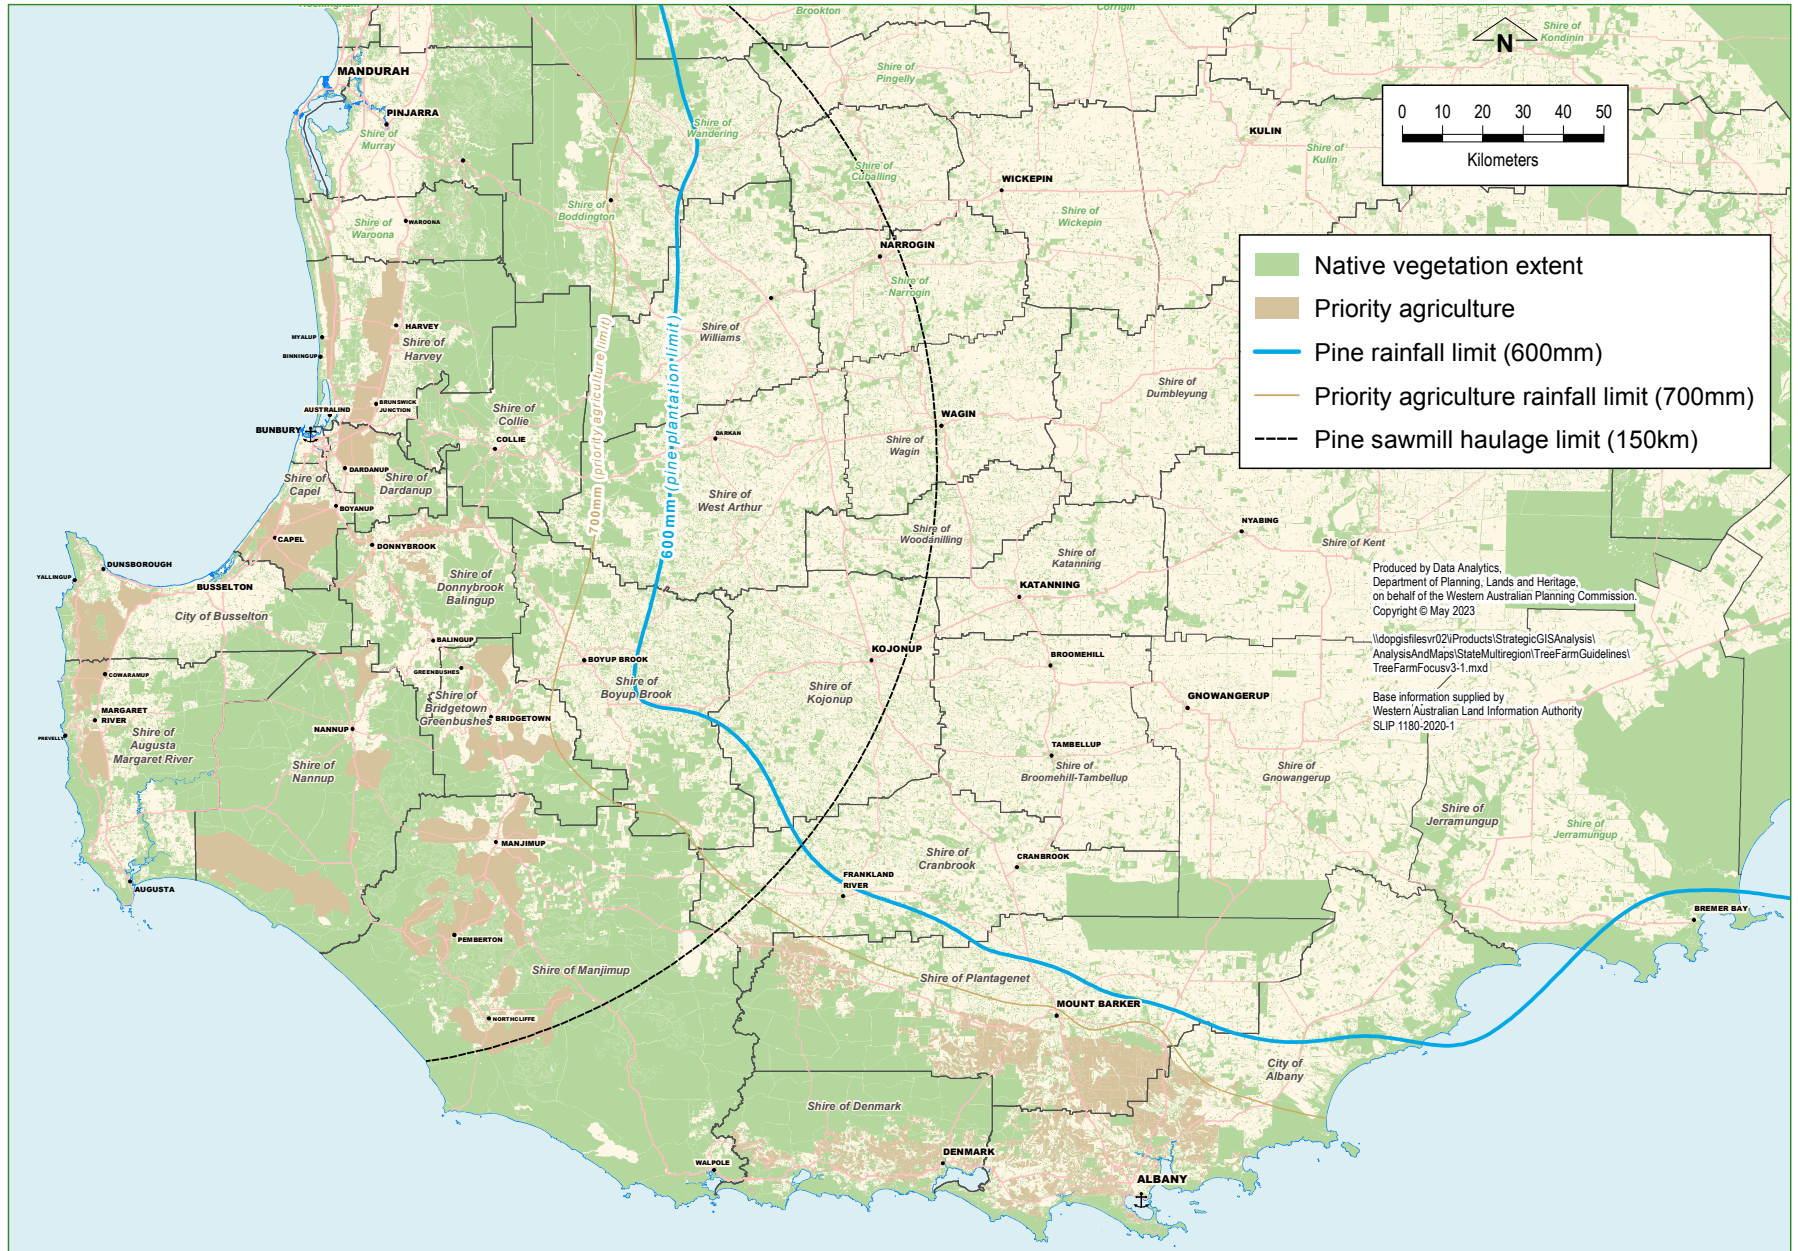 Rockingham
Brookton
Corrigin
Shire of
Kondinin
N
MANDURAH
Shire of
Pingelly
0 10 20 30 40 50
Kilometers
PINJARRA
Shire of
Murray
Shire of
Wandering
KULIN
Shire of
Kulin
Shire of
Cuballing
WICKEPIN
Shire of
Boddington
Shire of
Waroona
WAROONA
Shire of
Wickepin
NARROGIN
Shire of
Narrogin
Native vegetation extent
Priority agriculture
Pine rainfall limit (600mm)
Priority agriculture rainfall limit (700mm)
Pine sawmill haulage limit (150km)
700mm (priority agriculture limit)
600mm (pine plantation limit)
MYALUP
BINNINGUP
HARVEY
Shire of
Harvey
Shire of
Williams
Shire of
Dumbleyung
AUSTRALIND
BRUNSWICK
JUNCTION
Shire of
Collie
BUNBURY
COLLIE
DARKAN
WAGIN
Shire of
Wagin
DARDANUP
Shire of
Capel
Shire of
Dardanup
Shire of
West Arthur
BOYANUP
NYABING
Shire of
Woodanilling
Shire of Kent
CAPEL
DONNYBROOK
Shire of
Katanning
DUNSBOROUGH
YALLINGUP
BUSSELTON
Shire of
Donnybrook
Balingup
KATANNING
City of Busselton
Produced by Data Analytics,
Department of Planning, Lands and Heritage,
on behalf of the Western Australian Planning Commission.
Copyright © May 2023
\\dopgisfilesvr02\iProducts\StrategicGISAnalysis\
AnalysisAndMaps\StateMultiregion\TreeFarmGuidelines\
TreeFarmFocusv3-1.mxd
Base information supplied by
Western Australian Land Information Authority
SLIP 1180-2020-1
BALINGUP
KOJONUP
BROOMEHILL
GREENBUSHES
BOYUP BROOK
COWARAMUP
Shire of
Boyup Brook
Shire of
Kojonup
Shire of
Bridgetown
Greenbushes
BRIDGETOWN
GNOWANGERUP
MARGARET
RIVER
PREVELLY
NANNUP
Shire of
Augusta
Margaret River
Shire of
Nannup
TAMBELLUP
Shire of
Broomehill-Tambellup
Shire of
Gnowangerup
Shire of
Jerramungup
Shire of
Jerramungup
MANJIMUP
Shire of
Cranbrook
CRANBROOK
FRANKLAND
RIVER
AUGUSTA
BREMER BAY
PEMBERTON
Shire of Manjimup
Shire of Plantagenet
MOUNT BARKER
NORTHCLIFFE
City of
Albany
Shire of Denmark
WALPOLE
DENMARK
ALBANY